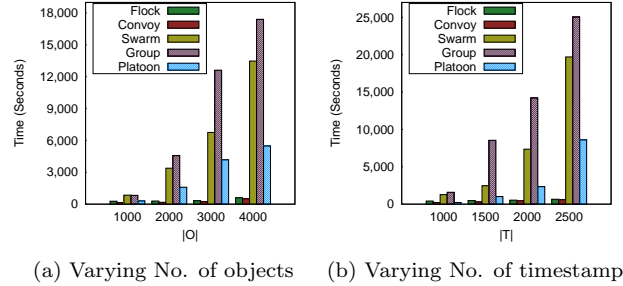 Flock
Convoy
Swarm
Group
Platoon
18,000
15,000
12,000
9,000
6,000
3,000
0
Time (Seconds)
1000 2000 3000 4000
|O|
(a) Varying No. of objects
Flock
Convoy
Swarm
Group
Platoon
25,000
20,000
15,000
10,000
5,000
0
Time (Seconds)
1000 1500 2000 2500
|T|
(b) Varying No. of timestamp